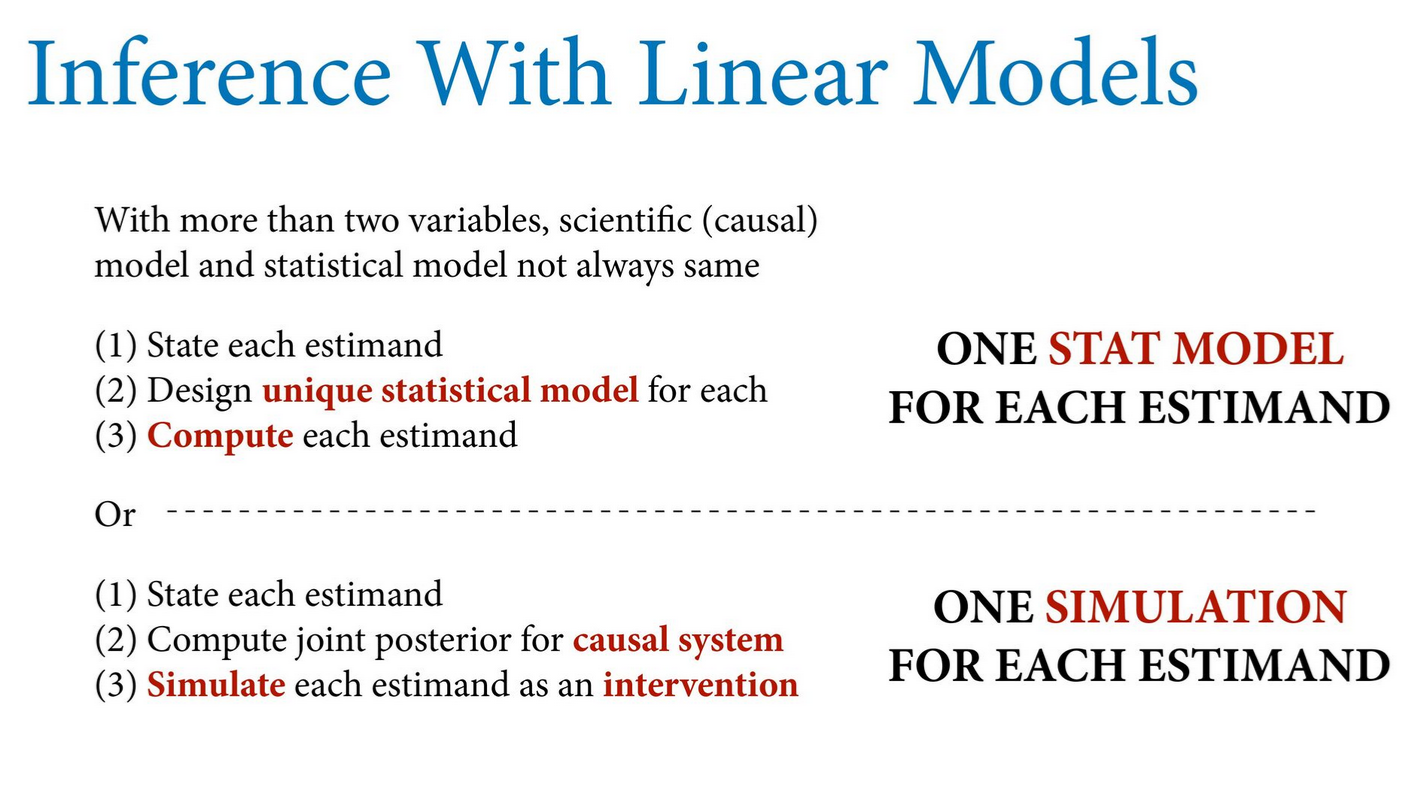 Inference With Linear Models
With more than two variables, scientific (causal)
model and statistical model not always same
(1) State each estimand
(2) Design unique statistical model for each
(3) Compute each estimand
ONE STAT MODEL
FOR EACH ESTIMAND
Or
(1) State each estimand
(2) Compute joint posterior for causal system
(3) Simulate each estimand as an intervention
ONE SIMULATION
FOR EACH ESTIMAND